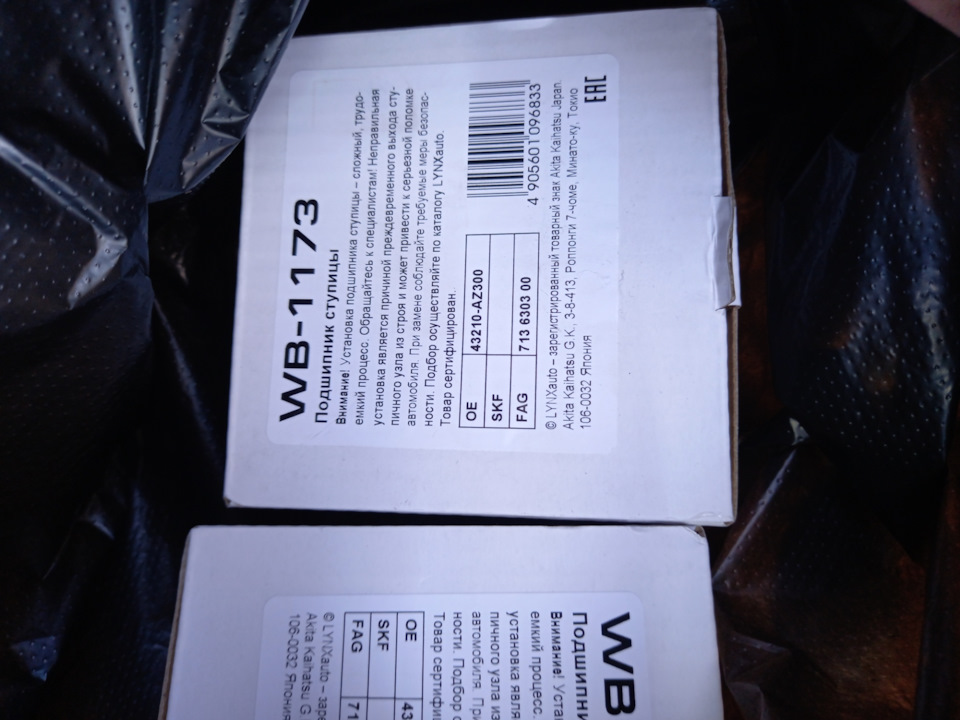 WB-1173
Подшипник ступицы
Внимание! Установка подшипника ступицы – сложный, трудо-
емкий процесс. Обращайтесь к специалистам! Неправильная
установка является причиной преждевременного выхода сту-
пичного узла из строя и может привести к серьезной поломке
автомобиля. При замене соблюдайте требуемые меры безопас-
ности. Подбор осуществляйте по каталогу LYNXauto.
Товар сертифицирован.
OE 43210-AZ300
SKF
FAG 713 6303 00
4 905601 096833
© LYNXauto – зарегистрированный товарный знак Akita Kaihatsu Japan.
Akita Kaihatsu G.K., 3-8-413, Роппонги 7-чоме, Минато-ку, Токио
106-0032 Япония
EAC
WB
Подшипни
Внимание! Уста
емкий процесс.
установка явля
пичного узла из
автомобиля. При
ности. Подбор о
Товар сертифи
OE 43
SKF
FAG 71
© LYNXauto – заре
Akita Kaihatsu G
106-0032 Япония